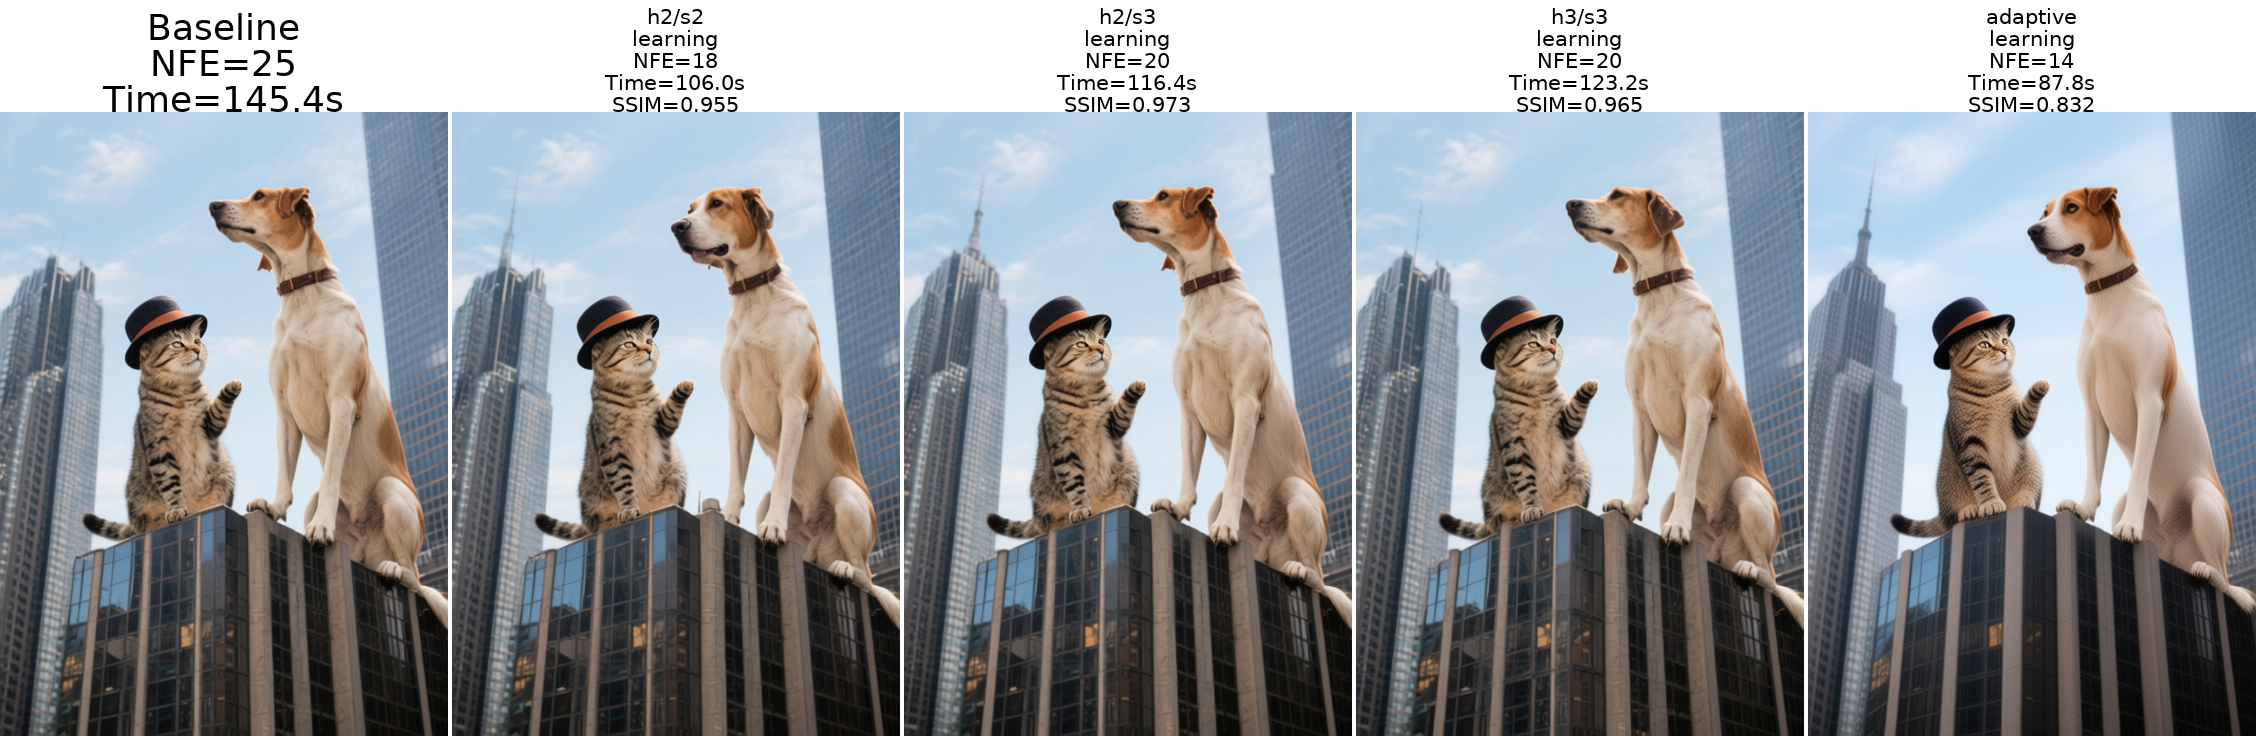 Baseline
NFE=25
Time=145.4s
h2/s2
learning
NFE=18
Time=106.0s
SSIM=0.955
h2/s3
learning
NFE=20
Time=116.4s
SSIM=0.973
h3/s3
learning
NFE=20
Time=123.2s
SSIM=0.965
adaptive
learning
NFE=14
Time=87.8s
SSIM=0.832